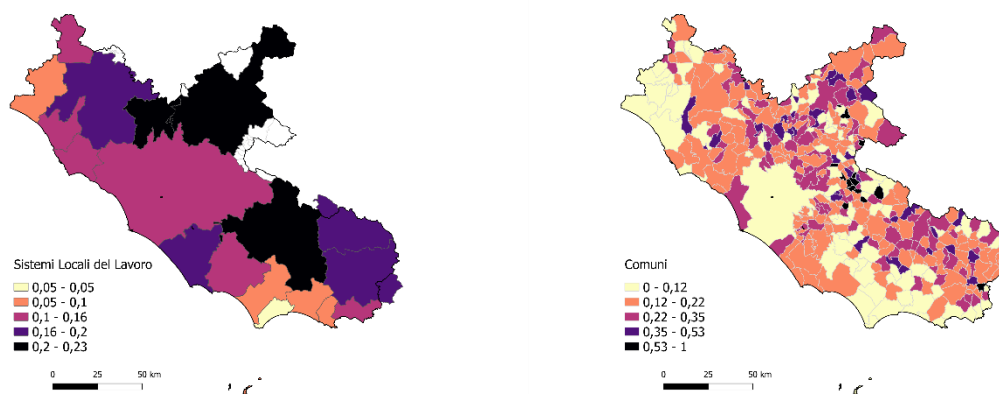 Sistemi Locali del Lavoro
0,05 - 0,05
0,05 - 0,1
0,1 - 0,16
0,16 - 0,2
0,2 - 0,23
0 25 50 km
Comuni
0 - 0,12
0,12 - 0,22
0,22 - 0,35
0,35 - 0,53
0,53 - 1
0 25 50 km